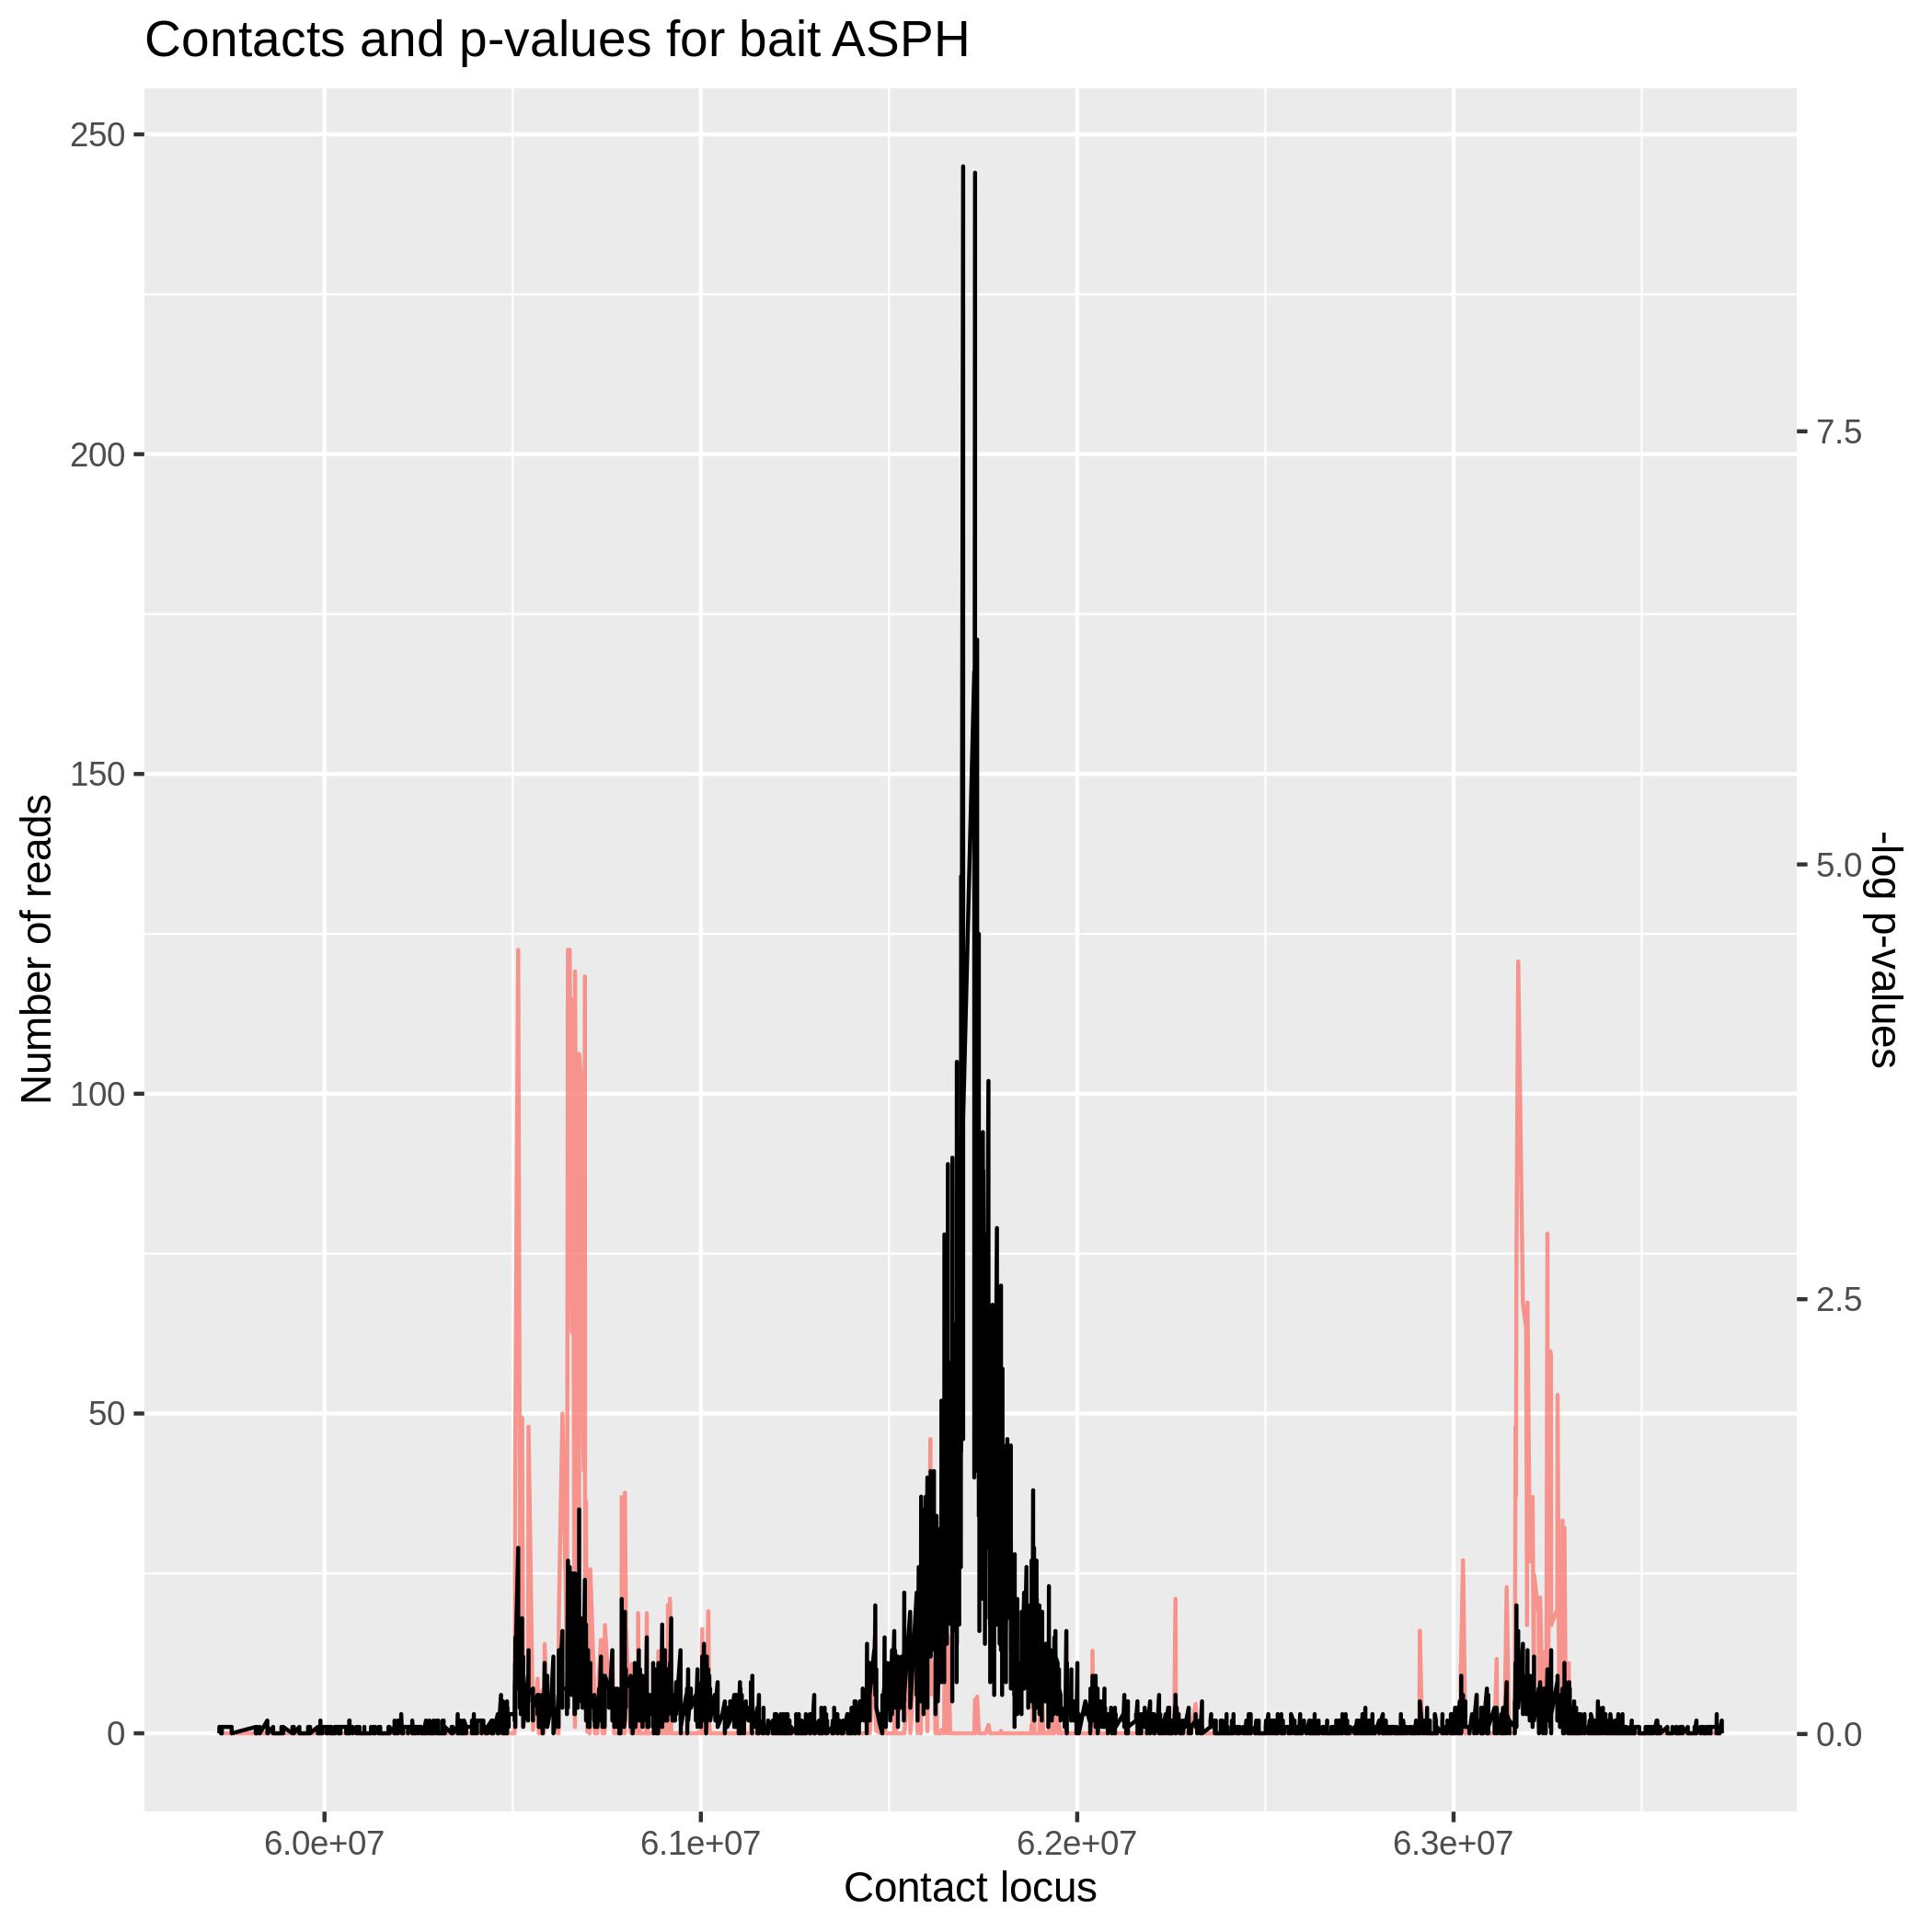 Contacts and p-values for bait ASPH
250
200
150
100
50
0
Number of reads
7.5
5.0
2.5
0.0
-log p-values
6.0e+07
6.1e+07
6.2e+07
6.3e+07
Contact locus